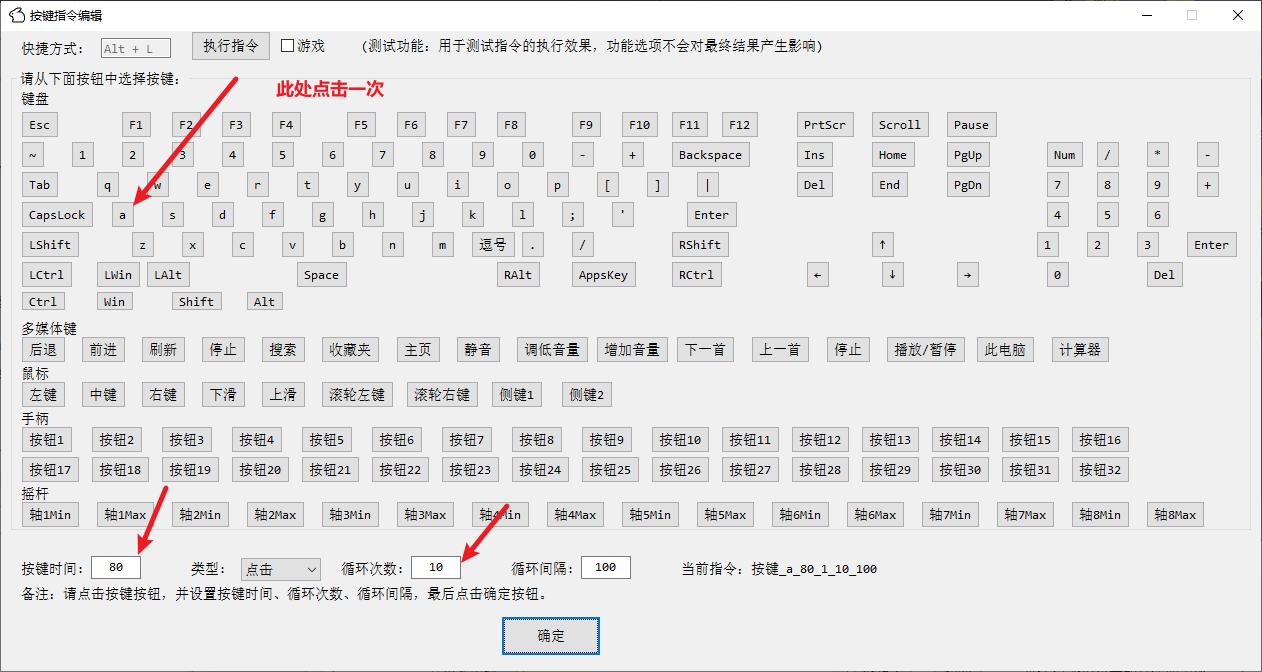 按键指令编辑
快捷方式: Alt + L 执行指令 游戏 (测试功能: 用于测试指令的执行效果，功能选项不会对最终结果产生影响)
请从下面按钮中选择按键:
此处点击一次
键盘
Esc F1 F2 F3 F4 F5 F6 F7 F8 F9 F10 F11 F12 PrtScr Scroll Pause
~ 1 2 3 4 5 6 7 8 9 0 - + Backspace Ins Home PgUp Num / * -
Tab q w e r t y u i o p [ ] | Del End PgDn 7 8 9 +
CapsLock a s d f g h j k l ; ' Enter 4 5 6
LShift z x c v b n m 逗号 . / RShift ↑ 1 2 3 Enter
LCtrl LWin LAlt Space RAlt AppsKey RCtrl ← ↓ → 0 Del
Ctrl Win Shift Alt
多媒体键
后退 前进 刷新 停止 搜索 收藏夹 主页 静音 调低音量 增加音量 下一首 上一首 停止 播放/暂停 此电脑 计算器
鼠标
左键 中键 右键 下滑 上滑 滚轮左键 滚轮右键 侧键1 侧键2
手柄
按钮1 按钮2 按钮3 按钮4 按钮5 按钮6 按钮7 按钮8 按钮9 按钮10 按钮11 按钮12 按钮13 按钮14 按钮15 按钮16
按钮17 按钮18 按钮19 按钮20 按钮21 按钮22 按钮23 按钮24 按钮25 按钮26 按钮27 按钮28 按钮29 按钮30 按钮31 按钮32
摇杆
轴1Min 轴1Max 轴2Min 轴2Max 轴3Min 轴3Max 轴4Min 轴4Max 轴5Min 轴5Max 轴6Min 轴6Max 轴7Min 轴7Max 轴8Min 轴8Max
按键时间: 80 类型: 点击 循环次数: 10 循环间隔: 100 当前指令: 按键_a_80_1_10_100
备注: 请点击按键按钮，并设置按键时间、循环次数、循环间隔，最后点击确定按钮。
确定